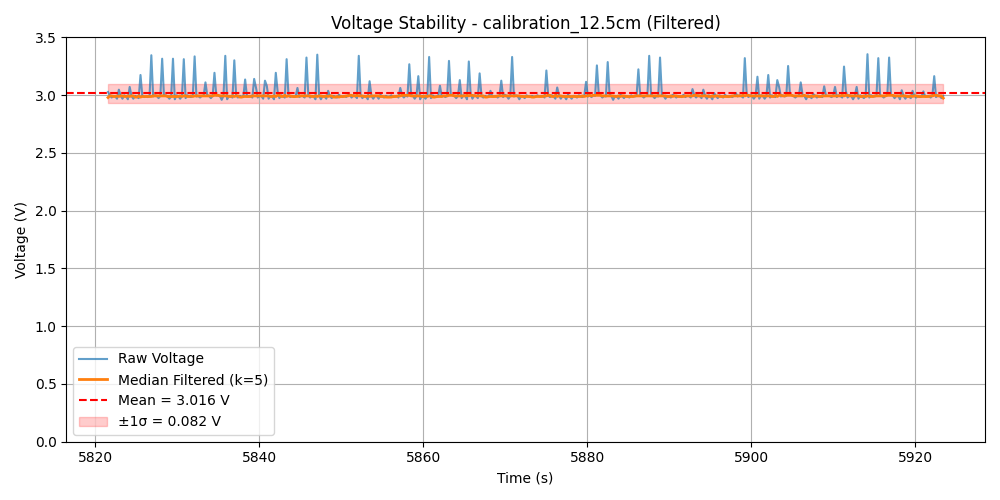 Voltage Stability - calibration_12.5cm (Filtered)
Voltage (V)
3.5
3.0
2.5
2.0
1.5
1.0
0.5
0.0
Raw Voltage
Median Filtered (k=5)
Mean = 3.016 V
±1σ = 0.082 V
5820 5840 5860 5880 5900 5920
Time (s)